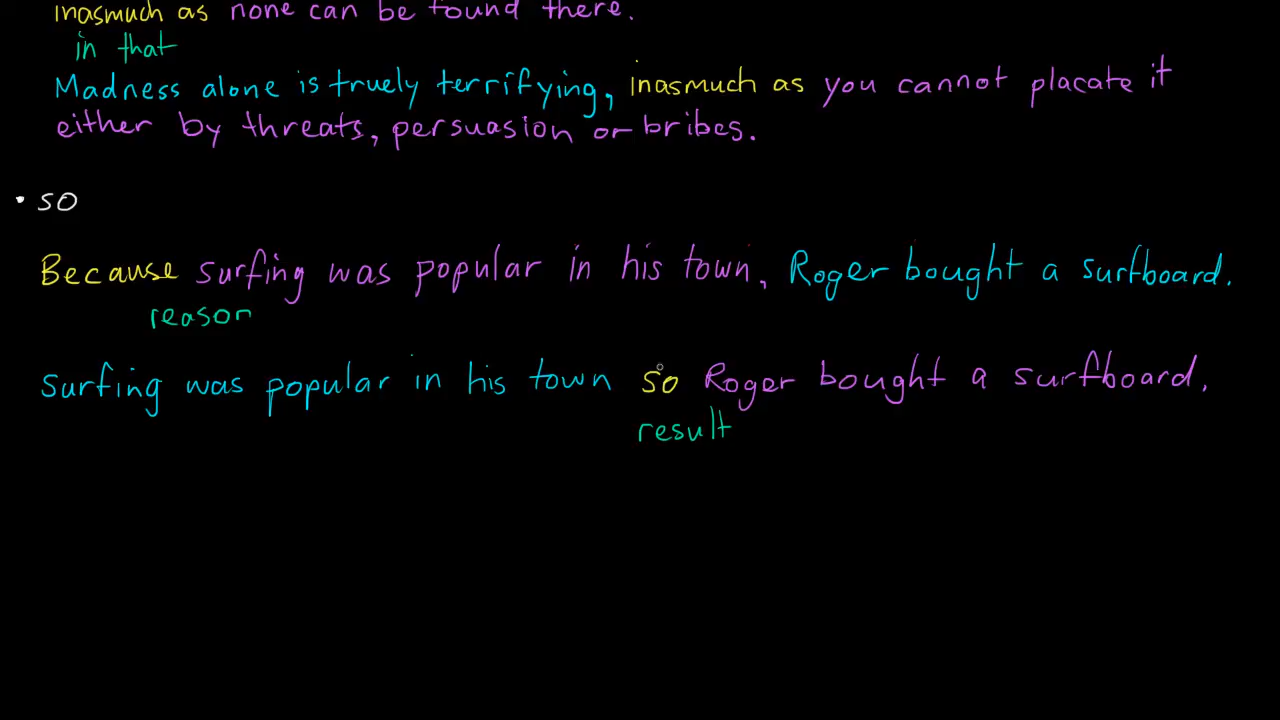 inasmuch as none can be found there.
in that
Madness alone is truely terrifying, inasmuch as you cannot placate it
either by threats, persuasion or bribes.
• so
Because surfing was popular in his town, Roger bought a surfboard.
reason
Surfing was popular in his town so Roger bought a surfboard.
result